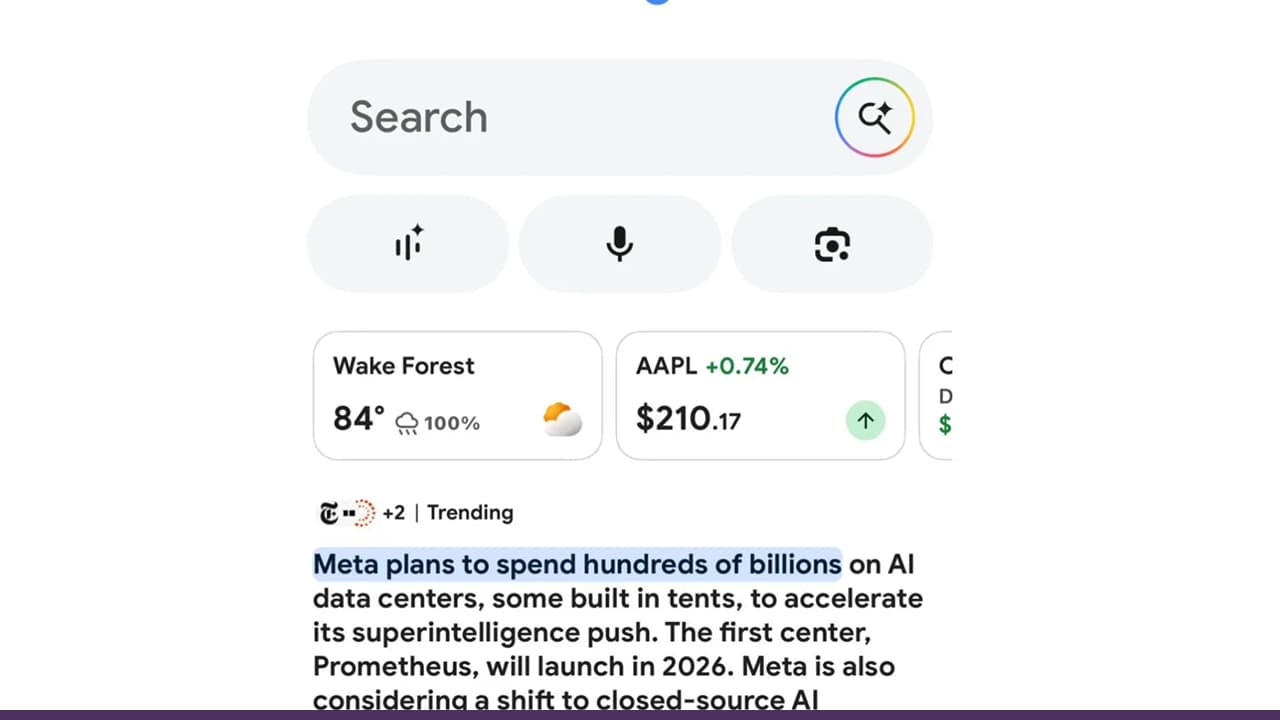 Search
Wake Forest
84° 100%
AAPL +0.74%
$210.17
C
D
$
+2 | Trending
Meta plans to spend hundreds of billions on AI
data centers, some built in tents, to accelerate
its superintelligence push. The first center,
Prometheus, will launch in 2026. Meta is also
considering a shift to closed-source AI